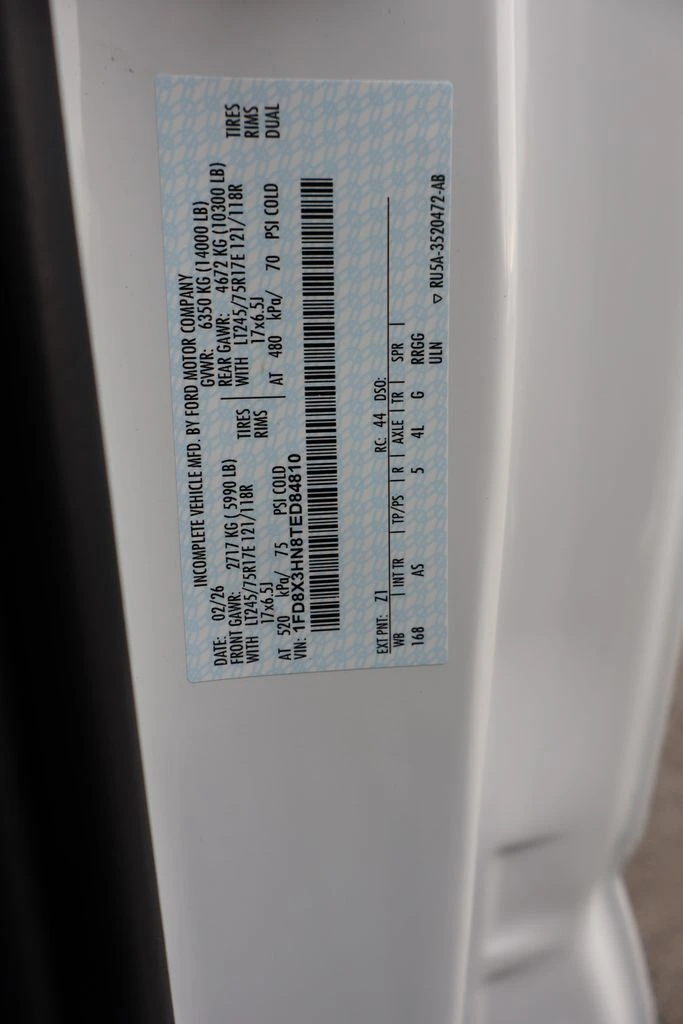 INCOMPLETE VEHICLE MFD. BY FORD MOTOR COMPANY
DATE: 02/26 GVWR: 6350 KG (14000 LB)
FRONT GAWR: 2717 KG ( 5990 LB) REAR GAWR: 4672 KG (10300 LB)
WITH LT245/75R17E 121/118R TIRES WITH LT245/75R17E 121/118R TIRES
17x6.5J RIMS 17x6.5J RIMS
AT 520 kPa/ 75 PSI COLD AT 480 kPa/ 70 PSI COLD DUAL
VIN: 1FD8X3HN8TED84810
EXT PNT: Z1 RC: 44 DSO:
WB | INT TR | TP/PS | R | AXLE | TR | SPR |
168 AS 5 4L G RRGG
ULN
▽ RU5A-3520472-AB